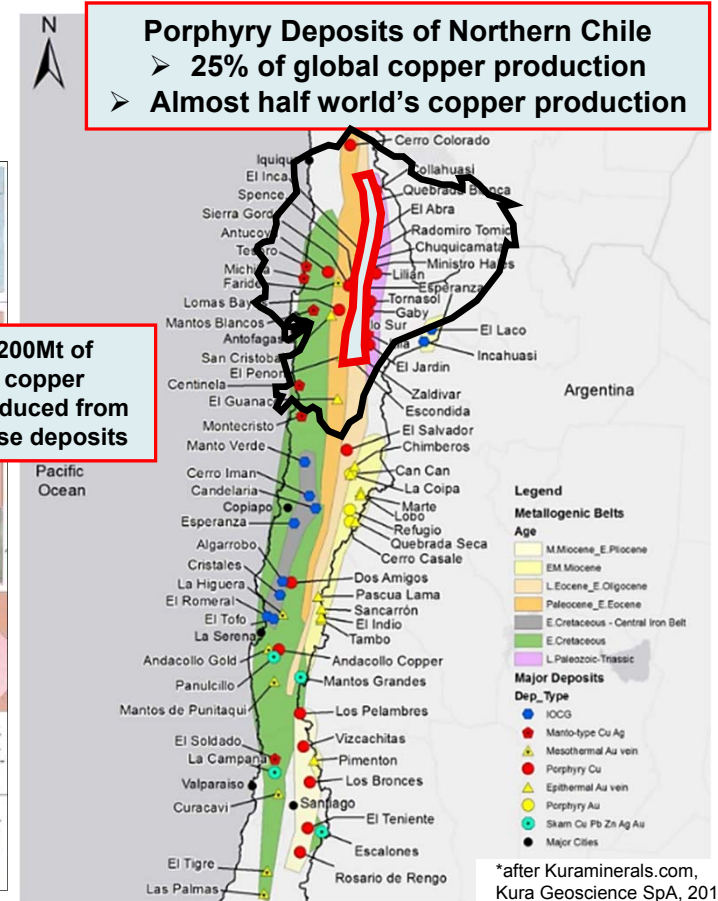 N
Porphyry Deposits of Northern Chile
➢ 25% of global copper production
➢ Almost half world's copper production
Cerro Colorado
Iquique
Collahuasi
El Inca
Quebrada Blanca
Spence
El Abra
Sierra Gord
Radomiro Tomic
Antucoy
Chuquicamata
Tesoro
Ministro Hales
Michilla
Lilian
Faride
Esperanza
Tornasol
Lomas Bayas
Gaby
Mantos Blancos
lo Sur
El Laco
Antofagas
Incahuasi
200Mt of
copper
duced from
se deposits
San Cristobal
El Jardin
El Penon
Zaldivar
Centinela
Argentina
Escondida
El Guanac
El Salvador
Montecristo
Chimberos
Manto Verde
Can Can
Pacific
Ocean
Cerro Iman
La Coipa
Candelaria
Marte
Copiapo
Lobo
Esperanza
Refugio
Quebrada Seca
Algarrobo
Cerro Casale
Cristales
Dos Amigos
La Higuera
Pascua Lama
El Romeral
Sancarrón
El Tofo
El Indio
La Serena
Tambo
Andacollo Gold
Andacollo Copper
Panulcillo
Mantos Grandes
Mantos de Punitaqui
Los Pelambres
El Soldado
Vizcachitas
La Campana
Pimenton
Valparaiso
Los Bronces
Curacavi
Santiago
El Teniente
Escalones
El Tigre
Rosario de Rengo
Las Palmas
Legend
Metallogenic Belts
Age
M.Miocene_E.Pliocene
EM.Miocene
L.Eocene_E.Oligocene
Paleocene_E.Eocene
E.Cretaceous - Central Iron Belt
E.Cretaceous
L.Paleozoic-Triassic
Major Deposits
Dep_Type
IOCG
Manto-type Cu Ag
Mesothermal Au vein
Porphyry Cu
Epithermal Au vein
Porphyry Au
Skarn Cu Pb Zn Ag Au
Major Cities
*after Kuraminerals.com,
Kura Geoscience SpA, 201